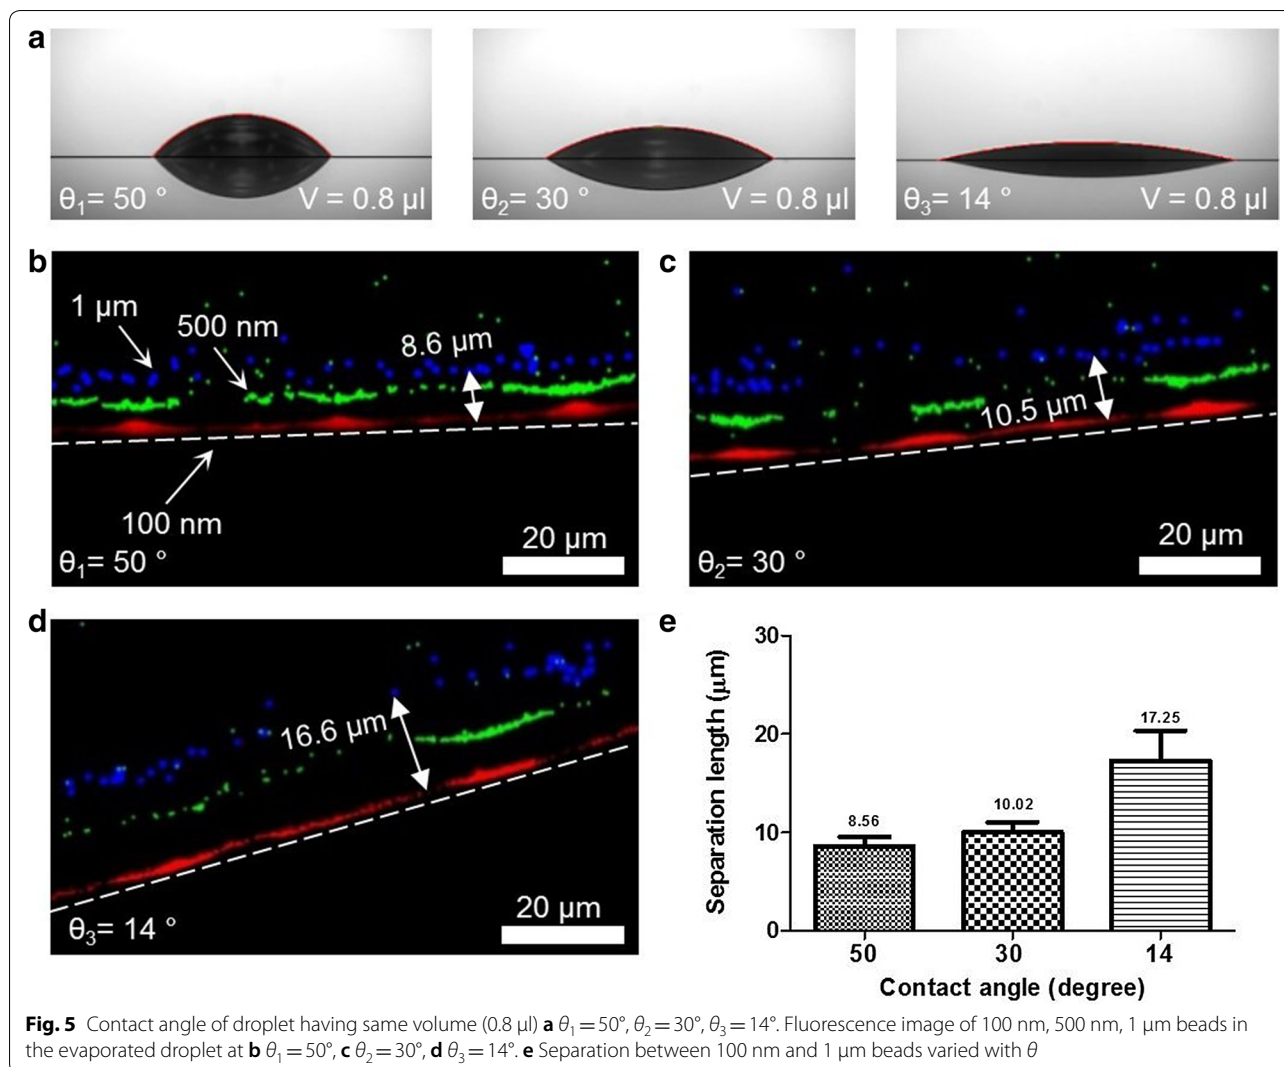 a
θ₁= 50 °
V = 0.8 µl
θ₂= 30 °
V = 0.8 µl
θ₃= 14 °
V = 0.8 µl
b
1 µm
500 nm
8.6 µm
100 nm
20 µm
θ₁= 50 °
c
10.5 µm
20 µm
θ₂= 30 °
d
16.6 µm
20 µm
θ₃= 14 °
e
Separation length (µm)
30
20
10
0
8.56
10.02
17.25
50
30
14
Contact angle (degree)
Fig. 5 Contact angle of droplet having same volume (0.8 µl) a θ₁ = 50°, θ₂ = 30°, θ₃ = 14°. Fluorescence image of 100 nm, 500 nm, 1 µm beads in
the evaporated droplet at b θ₁ = 50°, c θ₂ = 30°, d θ₃ = 14°. e Separation between 100 nm and 1 µm beads varied with θ